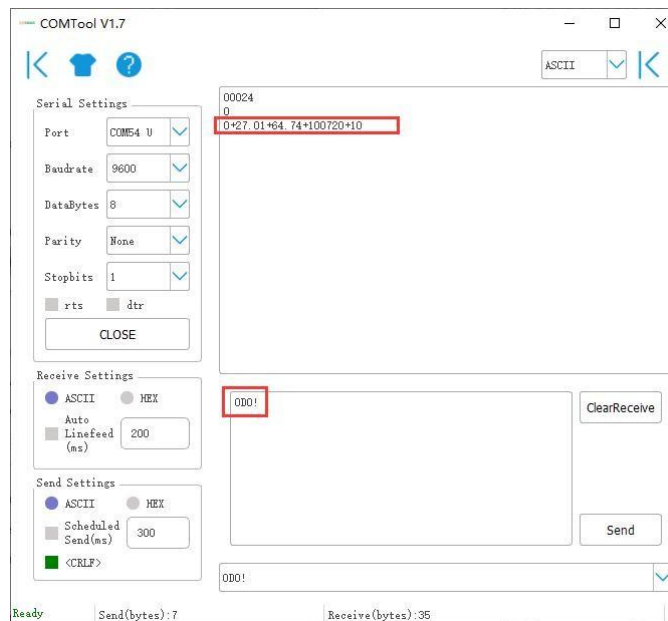 COMTool V1.7
ASCII
Serial Settings
Port COM54 U
Baudrate 9600
DataBytes 8
Parity None
Stopbits 1
rts dtr
CLOSE
00024
0
0+27.01+64.74+100720+10
Receive Settings
ASCII HEX
Auto
Linefeed
(ms)
200
0D0!
ClearReceive
Send Settings
ASCII HEX
Scheduled
Send(ms)
300
<CRLF>
Send
0D0!
Ready Send(bytes):7 Receive(bytes):35